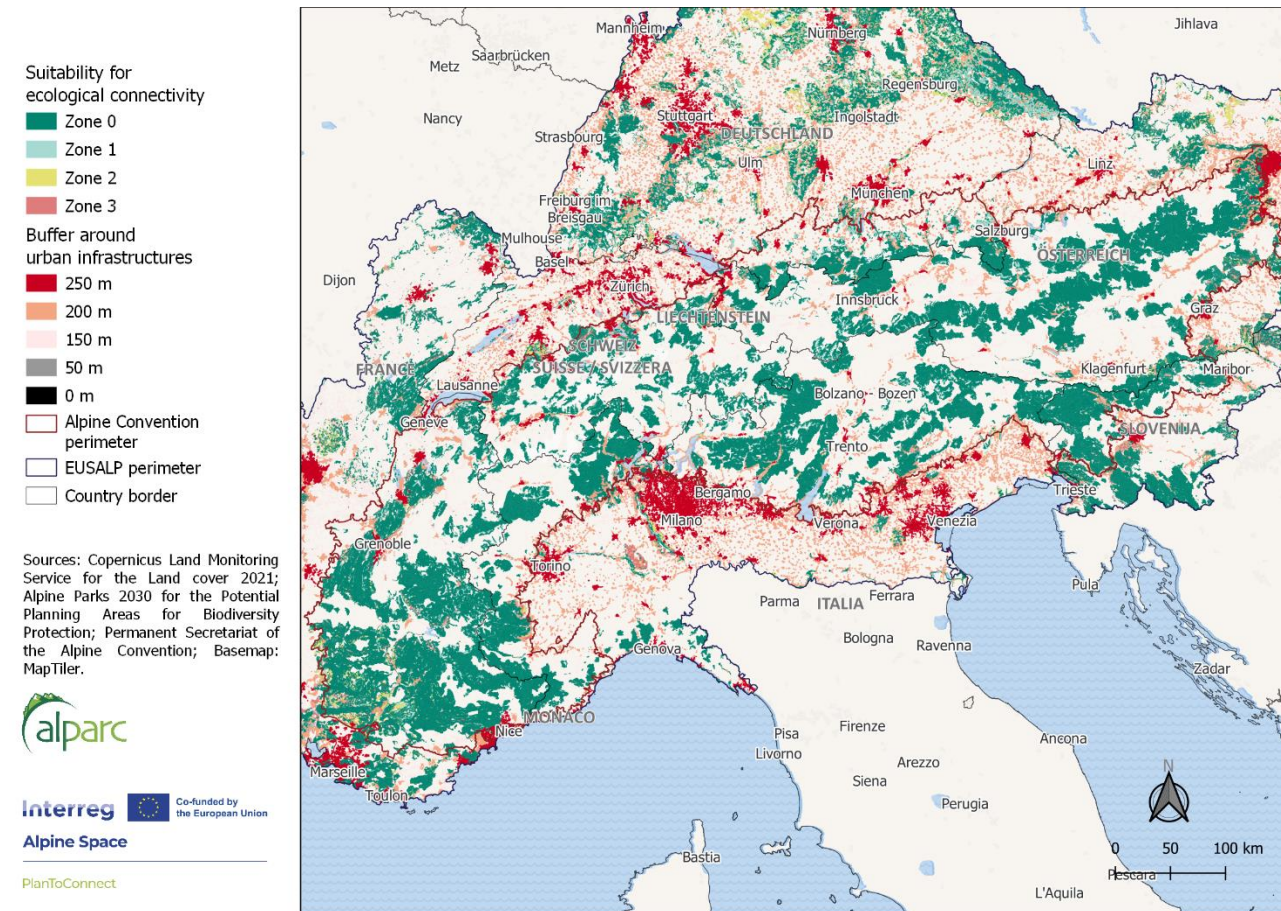 Suitability for
ecological connectivity
Zone 0
Zone 1
Zone 2
Zone 3
Buffer around
urban infrastructures
250 m
200 m
150 m
50 m
0 m
Alpine Convention
perimeter
EUSALP perimeter
Country border
Sources: Copernicus Land Monitoring
Service for the Land cover 2021;
Alpine Parks 2030 for the Potential
Planning Areas for Biodiversity
Protection; Permanent Secretariat of
the Alpine Convention; Basemap:
MapTiler.
alparc
Interreg
Co-funded by
the European Union
Alpine Space
PlanToConnect
Mannheim
Nürnberg
Jihlava
Saarbrücken
Metz
Regensburg
Nancy
Stuttgart
Ingolstadt
Strasbourg
DEUTSCHLAND
Ulm
Linz
München
Freiburg im
Breisgau
Salzburg
Mulhouse
Basel
ÖSTERREICH
Dijon
Zürich
Innsbruck
Graz
LIECHTENSTEIN
SCHWEIZ
SUISSE / SVIZZERA
FRANCE
Klagenfurt
Maribor
Lausanne
Bolzano - Bozen
Genève
SLOVENIJA
Trento
Bergamo
Trieste
Milano
Verona
Venezia
Grenoble
Torino
Pula
Parma
ITALIA
Ferrara
Bologna
Ravenna
Genova
Zadar
MONACO
Nice
Firenze
Pisa
Ancona
Livorno
Arezzo
N
Marseille
Siena
Toulon
Perugia
0 50 100 km
Bastia
Pescara
L'Aquila